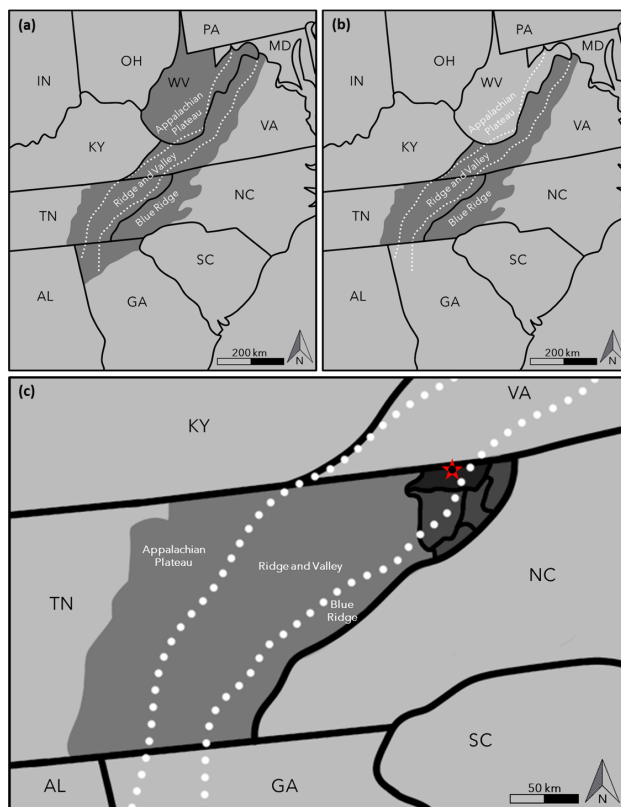 (a)
PA
OH
MD
IN
WV
Appalachian
Plateau
VA
KY
Ridge and Valley
TN
Blue Ridge
NC
SC
AL
GA
200 km
N
(b)
PA
OH
MD
IN
WV
Appalachian
Plateau
VA
KY
Ridge and Valley
TN
Blue Ridge
NC
SC
AL
GA
200 km
N
(c)
VA
KY
Appalachian
Plateau
Ridge and Valley
Blue
Ridge
TN
NC
SC
AL
GA
50 km
N